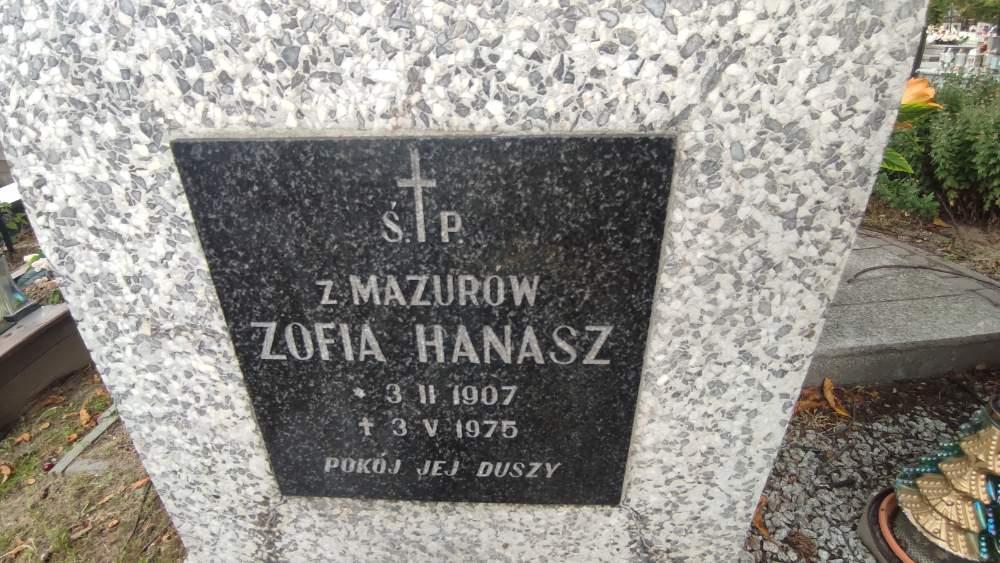 Ś. P.
z MAZURÓW
ZOFIA HANASZ
* 3 II 1907
† 3 V 1975
POKÓJ JEJ DUSZY